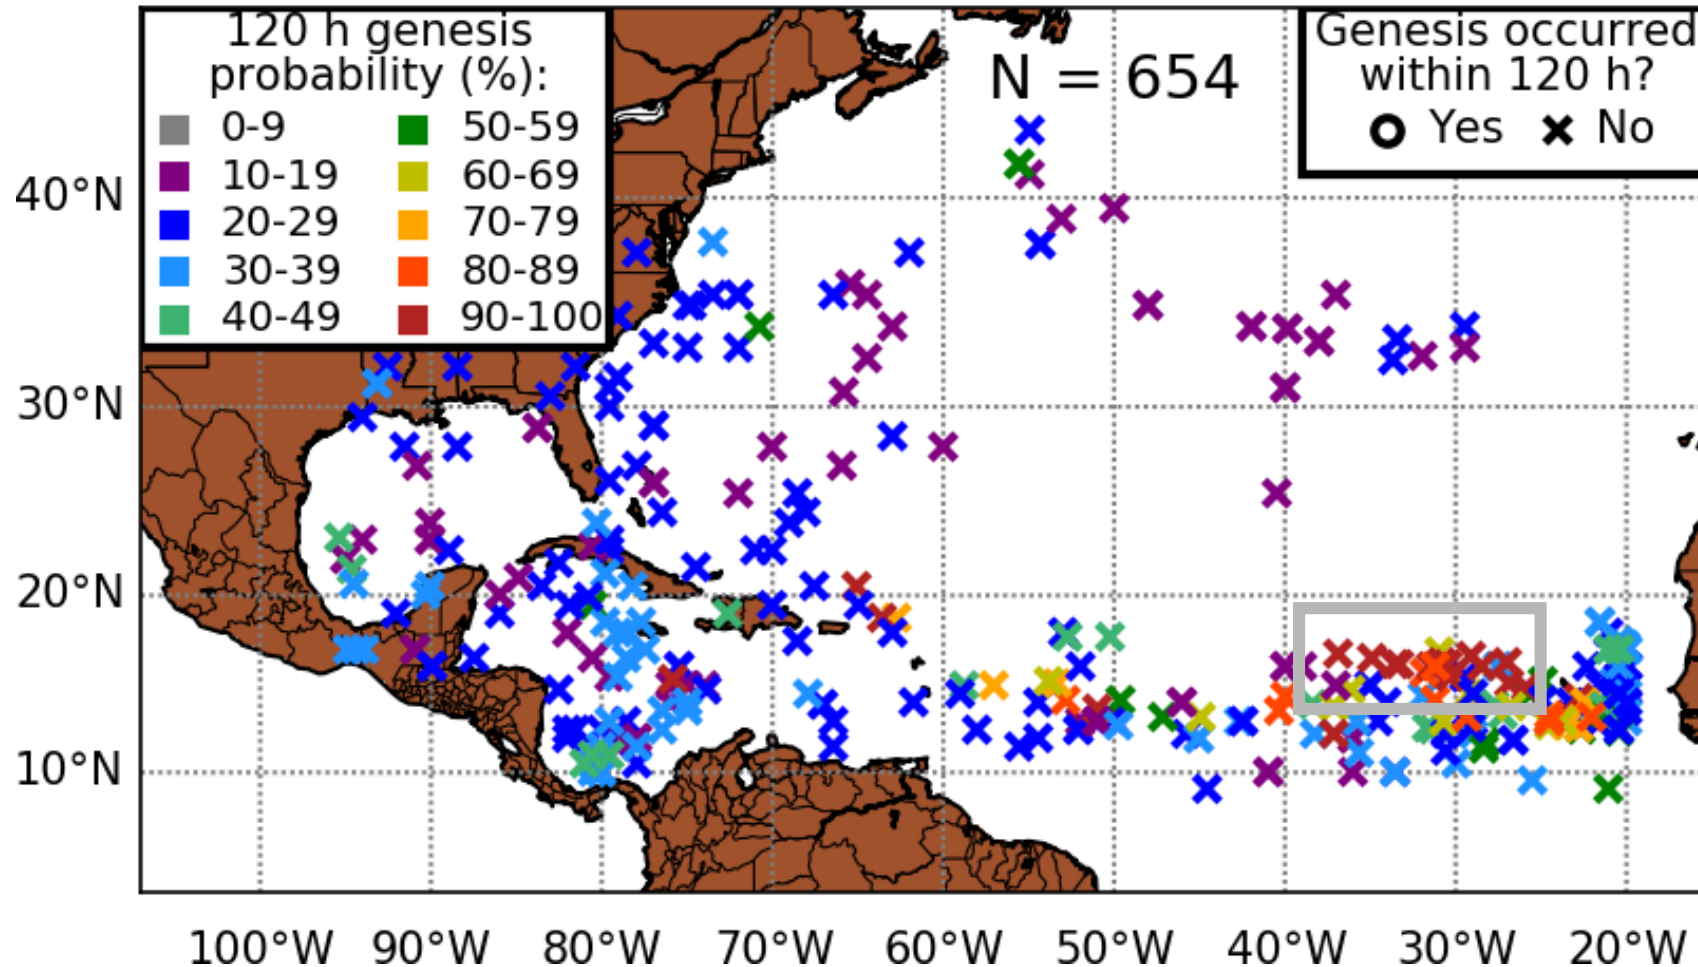 120 h genesis
probability (%):
0-9 50-59
10-19 60-69
20-29 70-79
30-39 80-89
40-49 90-100
N = 654
Genesis occurred
within 120 h?
Yes No
40°N
30°N
20°N
10°N
100°W 90°W 80°W 70°W 60°W 50°W 40°W 30°W 20°W